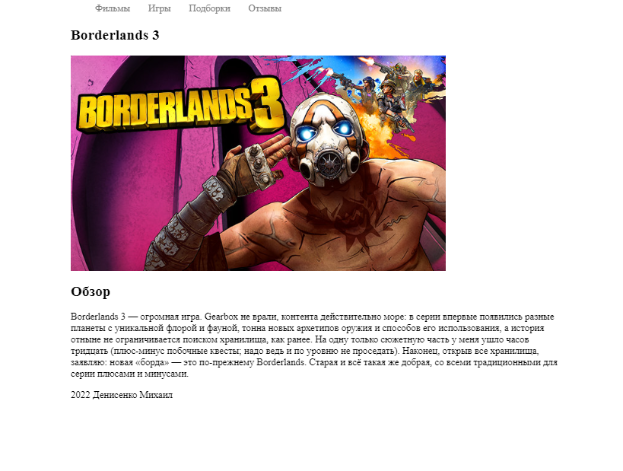 Фильмы Игры Подборки Отзывы
Borderlands 3
BORDERLANDS 3
Обзор
Borderlands 3 — огромная игра. Gearbox не врали, контента действительно море: в серии впервые появились разные
планеты с уникальной флорой и фауной, тонна новых архетипов оружия и способов его использования, а история
отныне не ограничивается поиском хранилища, как ранее. На одну только сюжетную часть у меня ушло часов
тридцать (плюс-минус побочные квесты; надо ведь и по уровню не проседать). Наконец, открыв все хранилища,
заявляю: новая «борда» — это по-прежнему Borderlands. Старая и всё такая же добрая, со всеми традиционными для
серии плюсами и минусами.
2022 Денисенко Михаил